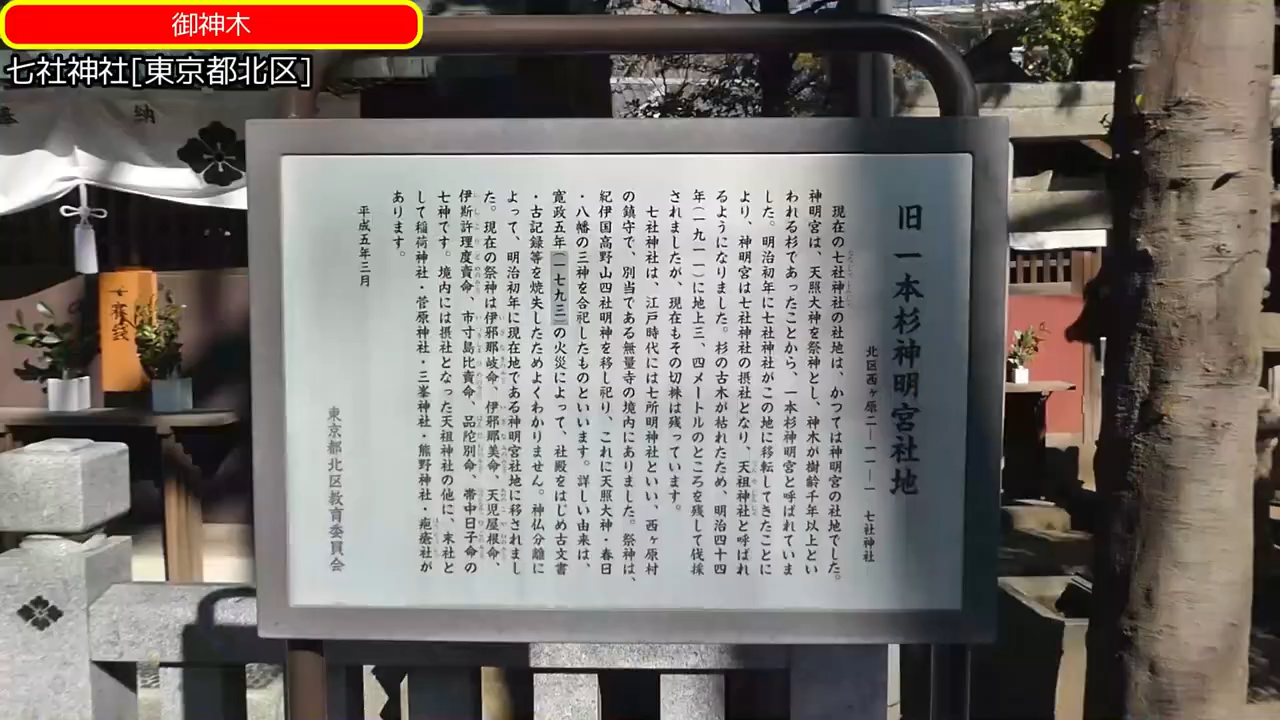 御神木
七社神社[東京都北区]
奉
納
賽銭
旧一本杉神明宮社地
北区西ヶ原二ー一一ー一　七社神社
現在の七社神社の社地は、かつては神明宮の社地でした。
神明宮は、天照大神を祭神とし、神木が樹齢千年以上とい
われる杉であったことから、一本杉神明宮と呼ばれていま
した。明治初年に七社神社がこの地に移転してきたことに
より、神明宮は七社神社の摂社となり、天祖神社と呼ばれ
るようになりました。杉の古木が枯れたため、明治四十四
年（一九一一）に地上三、四メートルのところを残して伐採
されましたが、現在もその切株は残っています。
七社神社は、江戸時代には七所明神社といい、西ヶ原村
の鎮守で、別当である無量寺の境内にありました。祭神は、
紀伊国高野山四社明神を移し祀り、これに天照大神・春日
・八幡の三神を合祀したものといいます。詳しい由来は、
寛政五年（一七九三）の火災によって、社殿をはじめ古文書
・古記録等を焼失したためよくわかりません。神仏分離に
よって、明治初年に現在地である神明宮社地に移されまし
た。現在の祭神は伊邪那岐命、伊邪那美命、天児屋根命、
伊斯許理度賣命、市寸島比賣命、品陀別命、帯中日子命の
七神です。境内には摂社となった天祖神社の他に、末社と
して稲荷神社・菅原神社・三峯神社・熊野神社・疱瘡社が
あります。
平成五年三月
東京都北区教育委員会